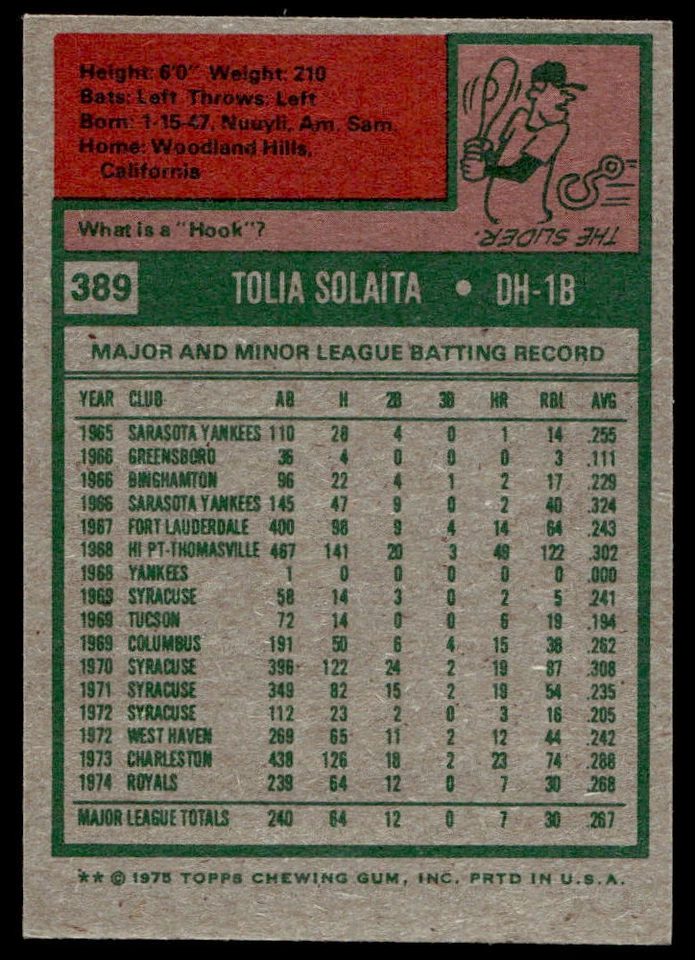 Height: 6'0" Weight: 210
Bats: Left Throws: Left
Born: 1-15-47, Nuuyli, Am. Sam.
Home: Woodland Hills,
California
What is a "Hook"?
THE SLIDER.
389 TOLIA SOLAITA • DH-1B
MAJOR AND MINOR LEAGUE BATTING RECORD
YEAR CLUB AB H 2B 3B HR RBI. AVG
1965 SARASOTA YANKEES 110 28 4 0 1 14 .255
1966 GREENSBORO 36 4 0 0 0 3 .111
1966 BINGHAMTON 96 22 4 1 2 17 .229
1966 SARASOTA YANKEES 145 47 9 0 2 40 .324
1967 FORT LAUDERDALE 400 98 9 4 14 64 .243
1968 HI PT-THOMASVILLE 467 141 20 3 49 122 .302
1968 YANKEES 1 0 0 0 0 0 .000
1969 SYRACUSE 58 14 3 0 2 5 .241
1969 TUCSON 72 14 0 0 6 19 .194
1969 COLUMBUS 191 50 6 4 15 38 .262
1970 SYRACUSE 396 122 24 2 19 87 .308
1971 SYRACUSE 349 82 15 2 19 54 .235
1972 SYRACUSE 112 23 2 0 3 16 .205
1972 WEST HAVEN 269 65 11 2 12 44 .242
1973 CHARLESTON 438 126 18 2 23 74 .288
1974 ROYALS 239 64 12 0 7 30 .268
MAJOR LEAGUE TOTALS 240 64 12 0 7 30 .267
** © 1975 TOPPS CHEWING GUM, INC. PRTD IN U.S.A.